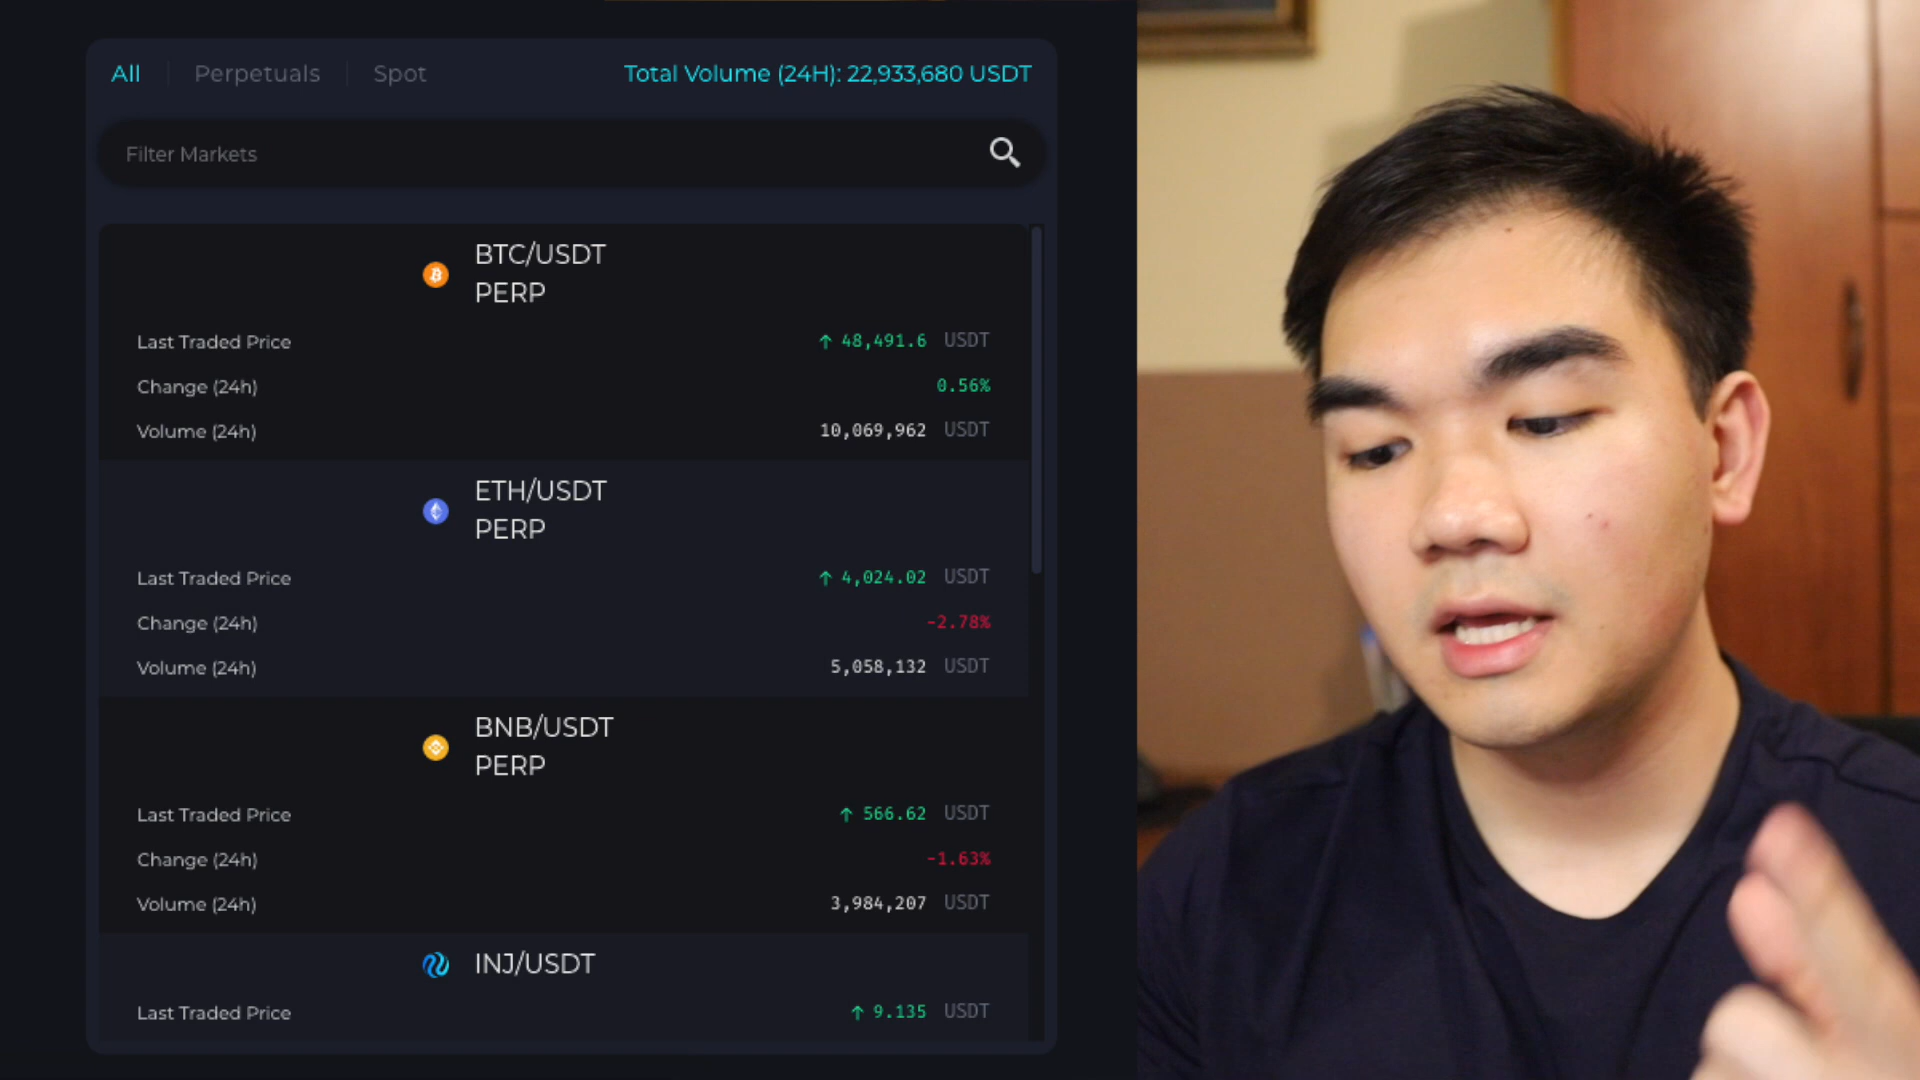 All
Perpetuals
Spot
Total Volume (24H): 22,933,680 USDT
Filter Markets
BTC/USDT
PERP
Last Traded Price
↑ 48,491.6 USDT
Change (24h)
0.56%
Volume (24h)
10,069,962 USDT
ETH/USDT
PERP
Last Traded Price
↑ 4,024.02 USDT
Change (24h)
-2.78%
Volume (24h)
5,058,132 USDT
BNB/USDT
PERP
Last Traded Price
↑ 566.62 USDT
Change (24h)
-1.63%
Volume (24h)
3,984,207 USDT
INJ/USDT
Last Traded Price
↑ 9.135 USDT